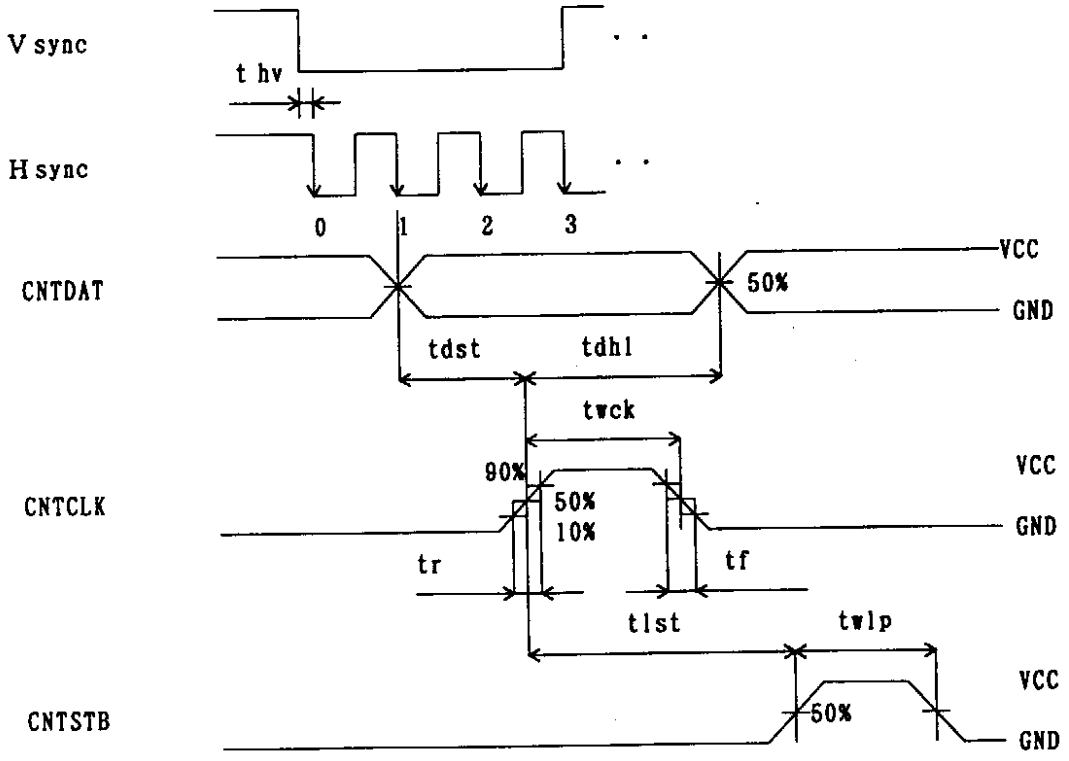 V sync
t hv
H sync
0 1 2 3
CNTDAT
50%
VCC
GND
tdst tdhl
twck
CNTCLK
90%
50%
10%
VCC
GND
tr tf
tlst twlp
CNTSTB
50%
VCC
GND